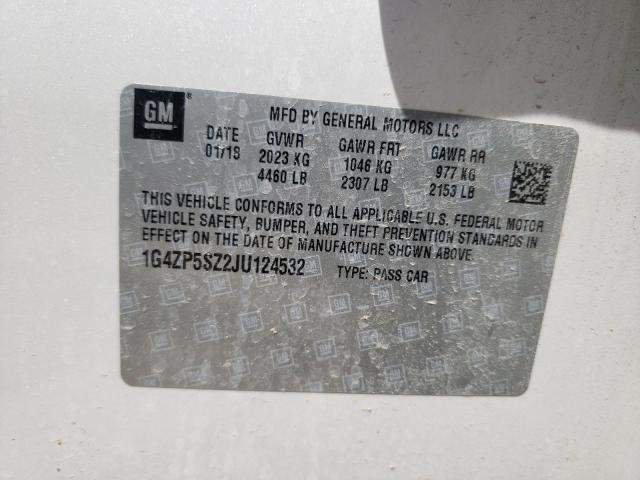 GM
MFD BY GENERAL MOTORS LLC
DATE GVWR GAWR FRT GAWR RR
01/18 2023 KG 1046 KG 977 KG
4460 LB 2307 LB 2153 LB
THIS VEHICLE CONFORMS TO ALL APPLICABLE U.S. FEDERAL MOTOR
VEHICLE SAFETY, BUMPER, AND THEFT PREVENTION STANDARDS IN
EFFECT ON THE DATE OF MANUFACTURE SHOWN ABOVE.
1G4ZP5SZ2JU124532 TYPE: PASS CAR